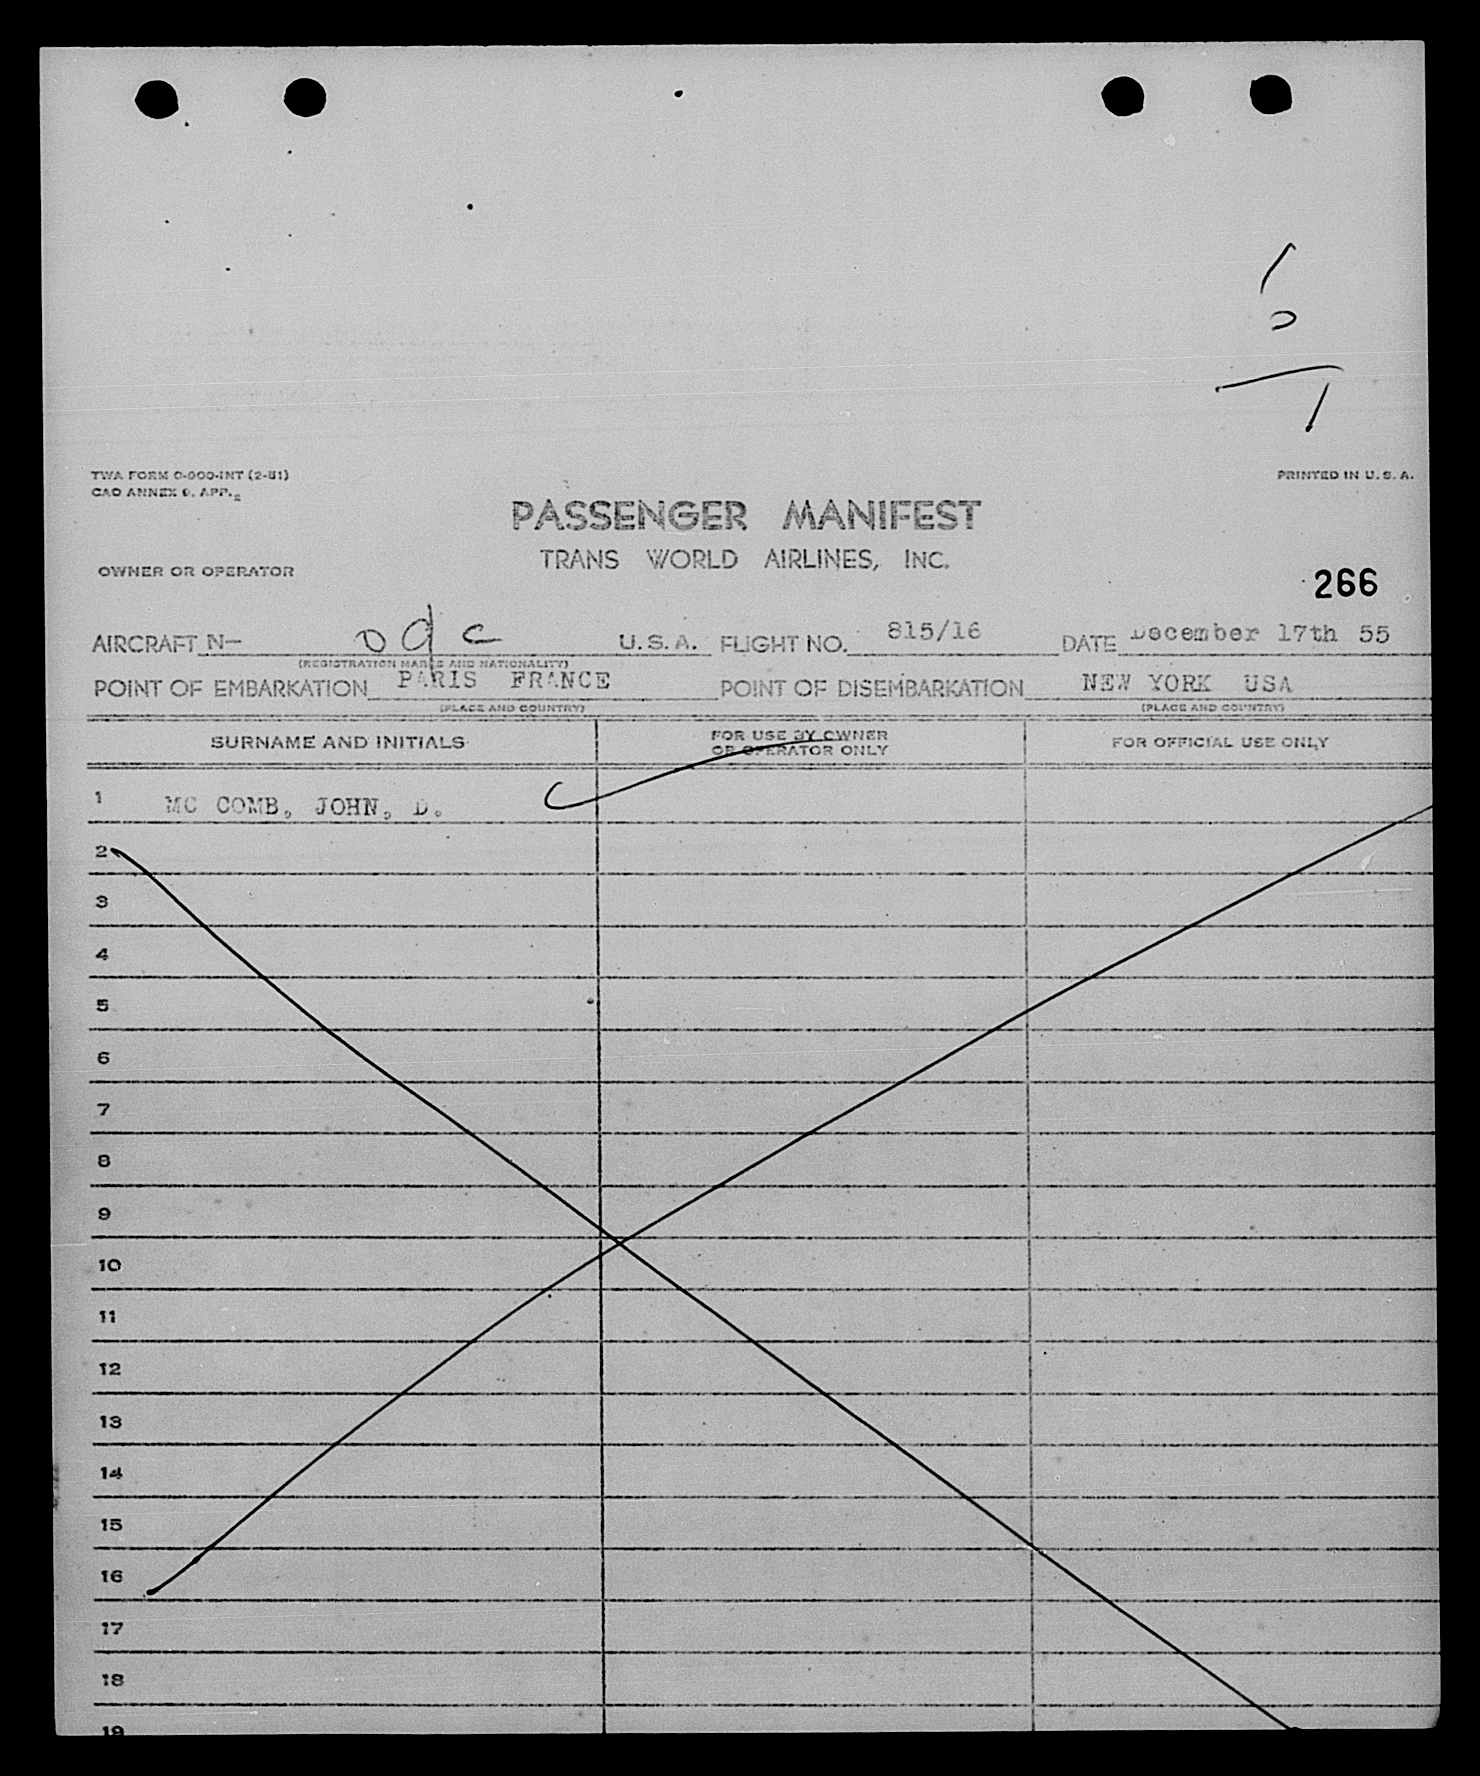 1
0
1
TWA FORM O-900-INT (2-51) PRINTED IN U. S. A.
CAO ANNEX 9, APP. 2
PASSENGER MANIFEST
TRANS WORLD AIRLINES, INC.
OWNER OR OPERATOR
266
AIRCRAFT N- U. S. A. FLIGHT NO. 815/16 DATE December 17th 55
(REGISTRATION MARKS AND NATIONALITY)
POINT OF EMBARKATION PARIS FRANCE POINT OF DISEMBARKATION NEW YORK USA
(PLACE AND COUNTRY) (PLACE AND COUNTRY)
SURNAME AND INITIALS FOR USE BY OWNER OR OPERATOR ONLY FOR OFFICIAL USE ONLY
1 MC COMB, JOHN, D.
2
3
4
5
6
7
8
9
10
11
12
13
14
15
16
17
18
19